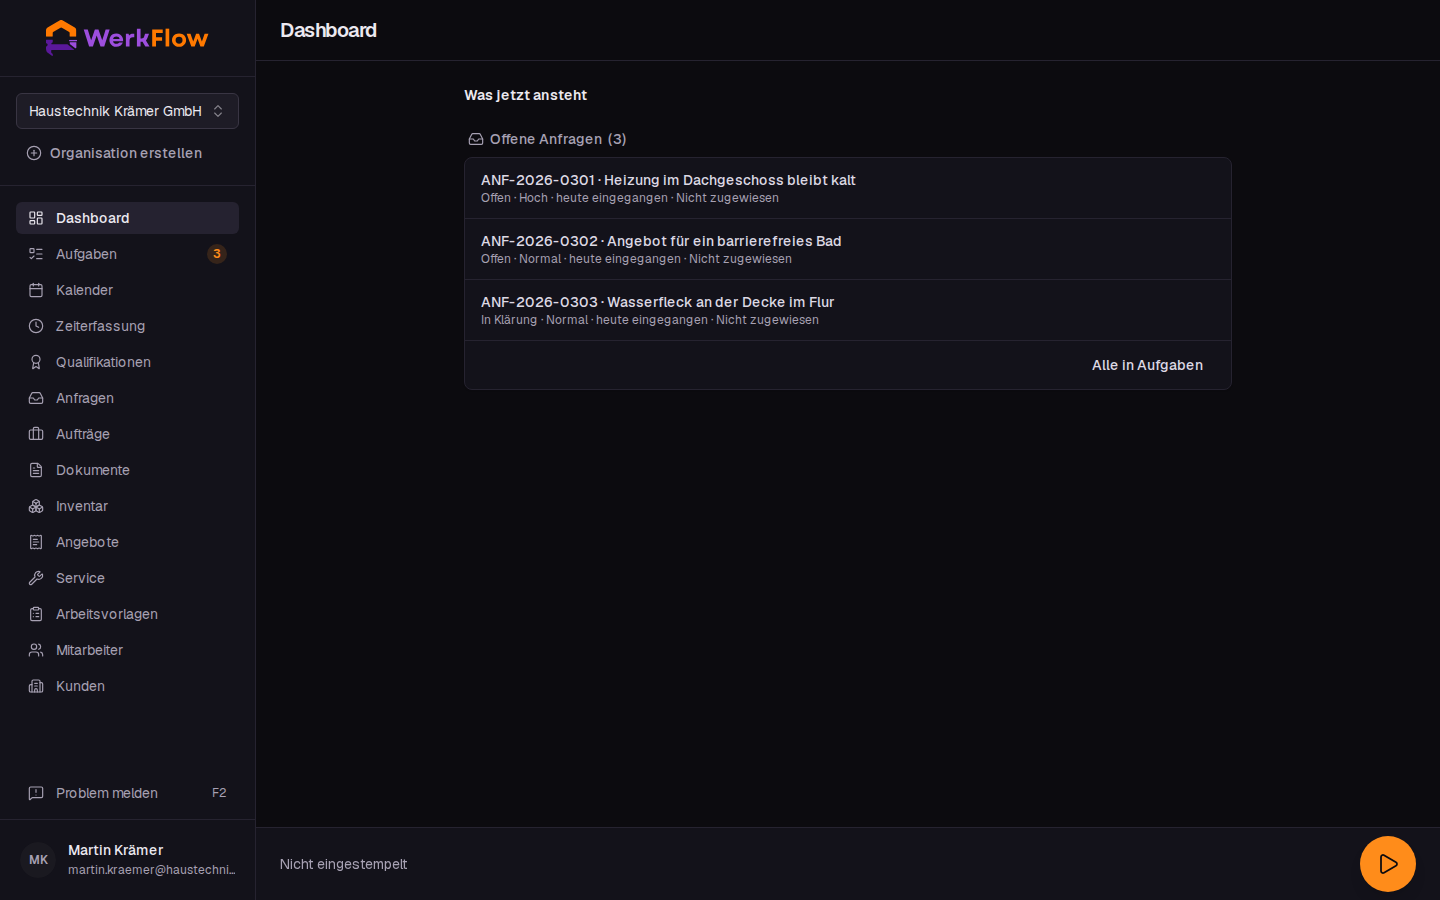 WerkFlow
Haustechnik Krämer GmbH
Organisation erstellen
Dashboard
Aufgaben 3
Kalender
Zeiterfassung
Qualifikationen
Anfragen
Aufträge
Dokumente
Inventar
Angebote
Service
Arbeitsvorlagen
Mitarbeiter
Kunden
Problem melden F2
MK
Martin Krämer
martin.kraemer@haustechni...
Dashboard
Was jetzt ansteht
Offene Anfragen (3)
ANF-2026-0301 · Heizung im Dachgeschoss bleibt kalt
Offen · Hoch · heute eingegangen · Nicht zugewiesen
ANF-2026-0302 · Angebot für ein barrierefreies Bad
Offen · Normal · heute eingegangen · Nicht zugewiesen
ANF-2026-0303 · Wasserfleck an der Decke im Flur
In Klärung · Normal · heute eingegangen · Nicht zugewiesen
Alle in Aufgaben
Nicht eingestempelt